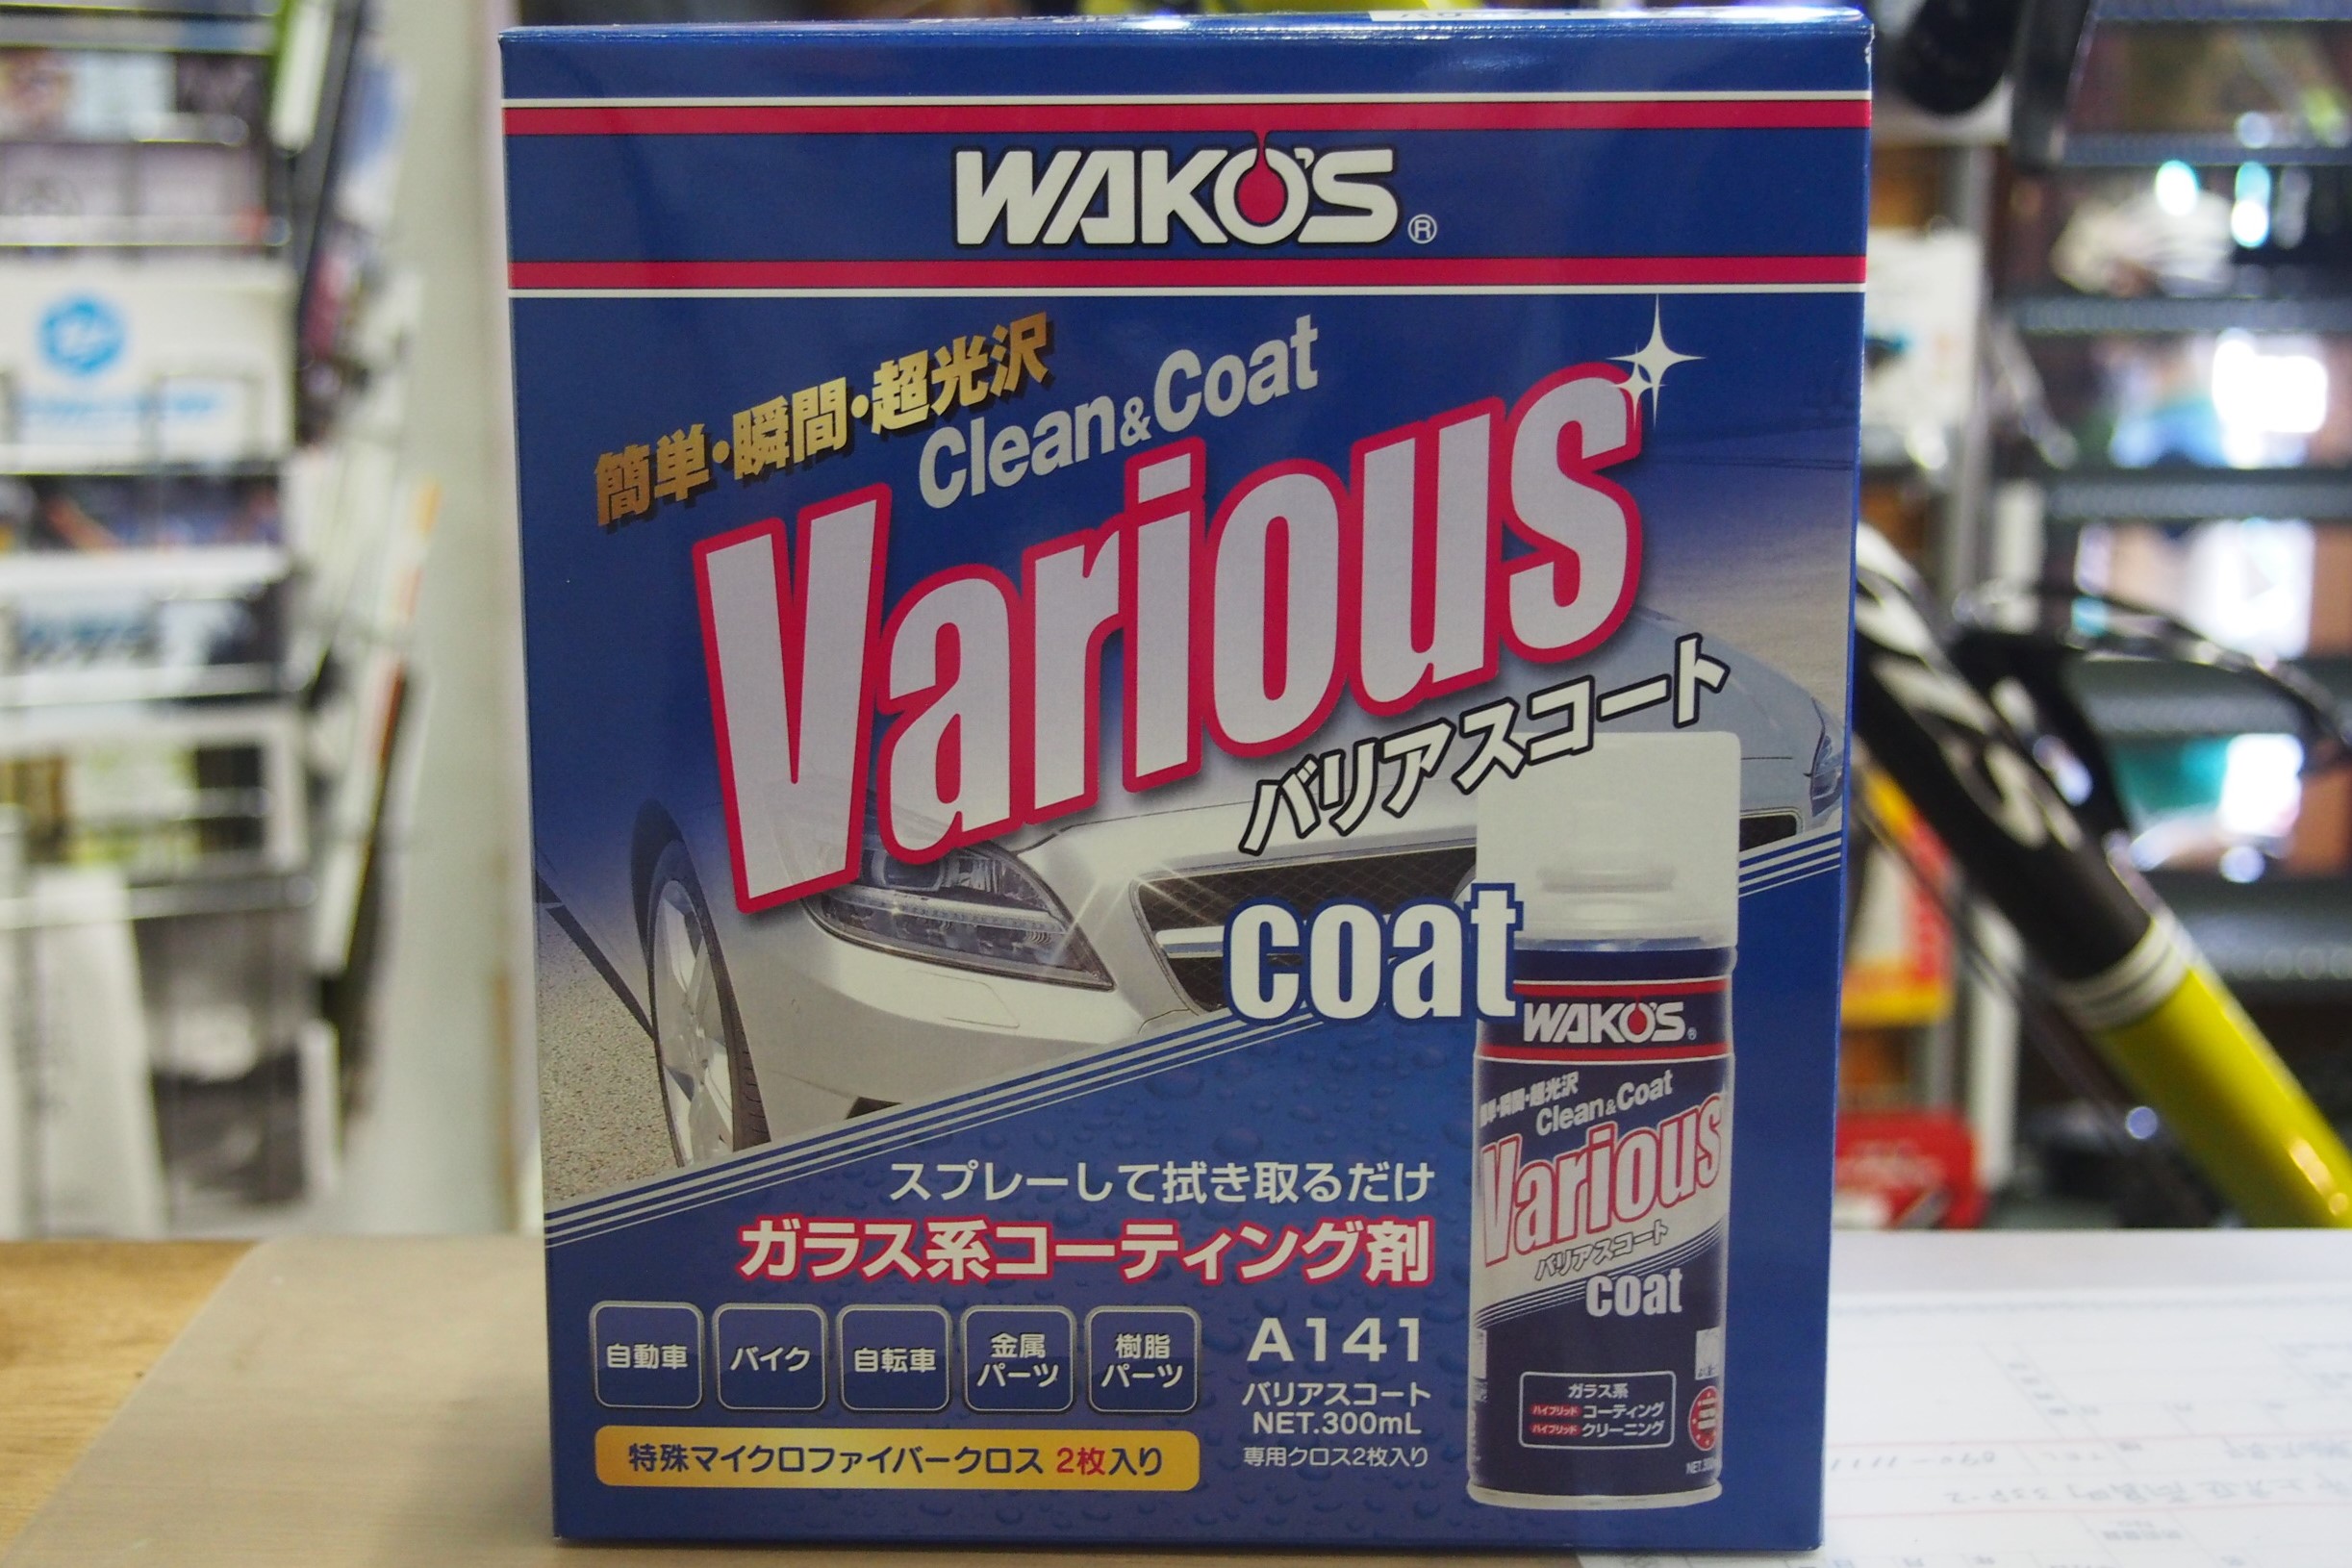 WAKO'S®
簡単・瞬間・超光沢
Clean&Coat
Various
バリアスコート
coat
スプレーして拭き取るだけ
ガラス系コーティング剤
自動車
バイク
自転車
金属
パーツ
樹脂
パーツ
A141
バリアスコート
NET.300mL
専用クロス2枚入り
特殊マイクロファイバークロス 2枚入り
WAKO'S®
簡単・瞬間・超光沢
Clean&Coat
Various
バリアスコート
coat
ガラス系
ハイブリッド コーティング
ハイブリッド クリーニング